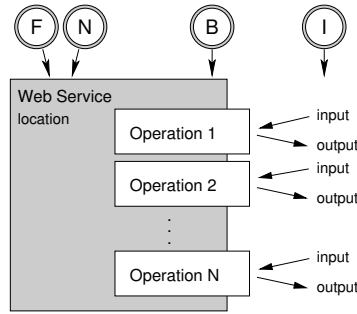 F N B I
Web Service
location
Operation 1
input
output
Operation 2
input
output
Operation N
input
output